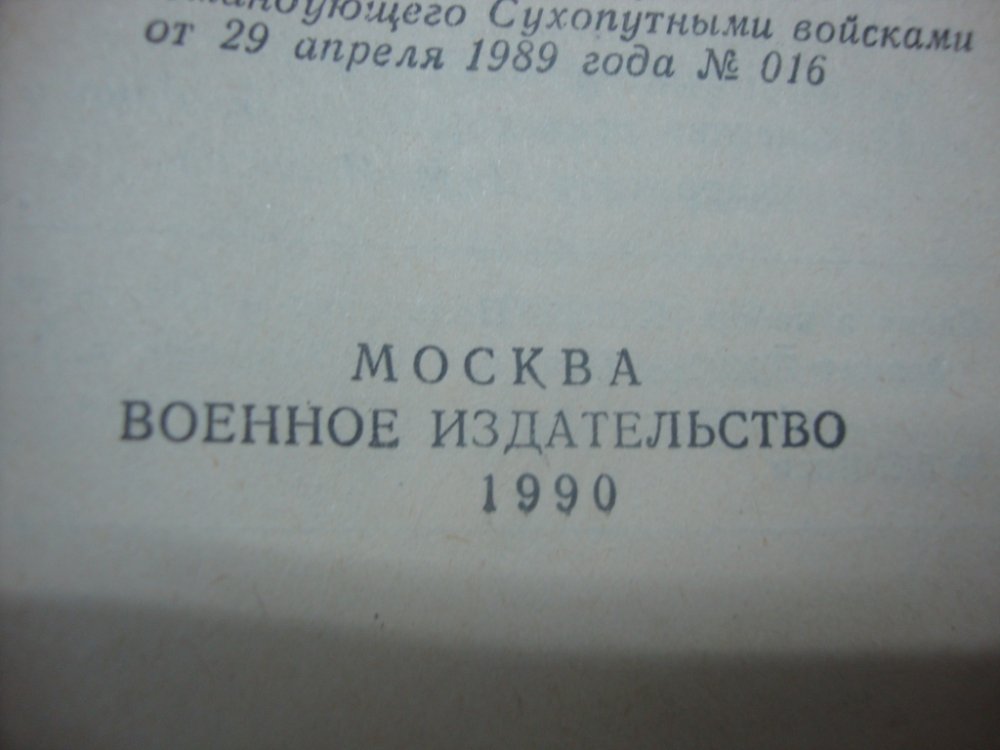 Сухопутными войсками
от 29 апреля 1989 года № 016
МОСКВА
ВОЕННОЕ ИЗДАТЕЛЬСТВО
1990